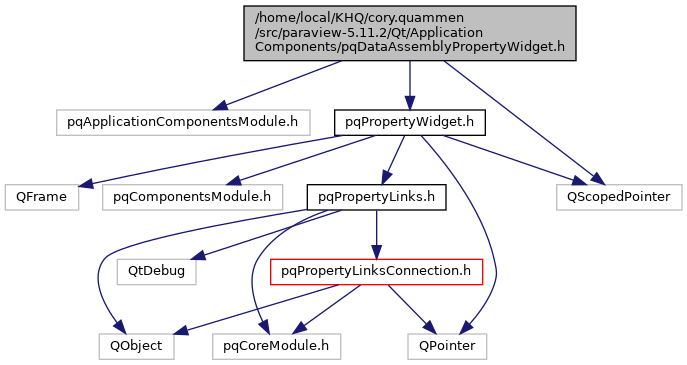 /home/local/KHQ/cory.quammen
/src/paraview-5.11.2/Qt/Application
Components/pqDataAssemblyPropertyWidget.h
pqApplicationComponentsModule.h
pqPropertyWidget.h
QFrame
pqComponentsModule.h
pqPropertyLinks.h
QScopedPointer
QtDebug
pqPropertyLinksConnection.h
QObject
pqCoreModule.h
QPointer